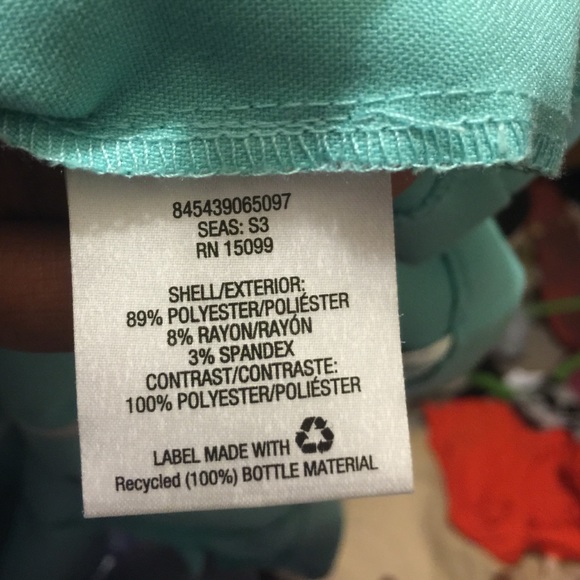 845439065097
SEAS: S3
RN 15099
SHELL/EXTERIOR:
89% POLYESTER/POLIÉSTER
8% RAYON/RAYÓN
3% SPANDEX
CONTRAST/CONTRASTE:
100% POLYESTER/POLIÉSTER
LABEL MADE WITH
Recycled (100%) BOTTLE MATERIAL